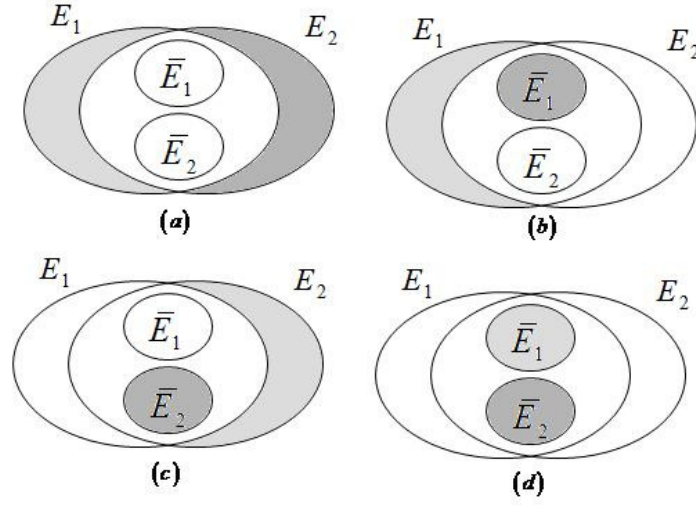 E₁ E₂
Ē₁
Ē₂
(a)
E₁ E₂
Ē₁
Ē₂
(b)
E₁ E₂
Ē₁
Ē₂
(c)
E₁ E₂
Ē₁
Ē₂
(d)